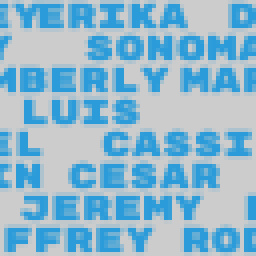 EYERIKA D
Y SONOMA
MBERLY MAR
LUIS
EL CASSI
IN CESAR
JEREMY
FFREY ROD